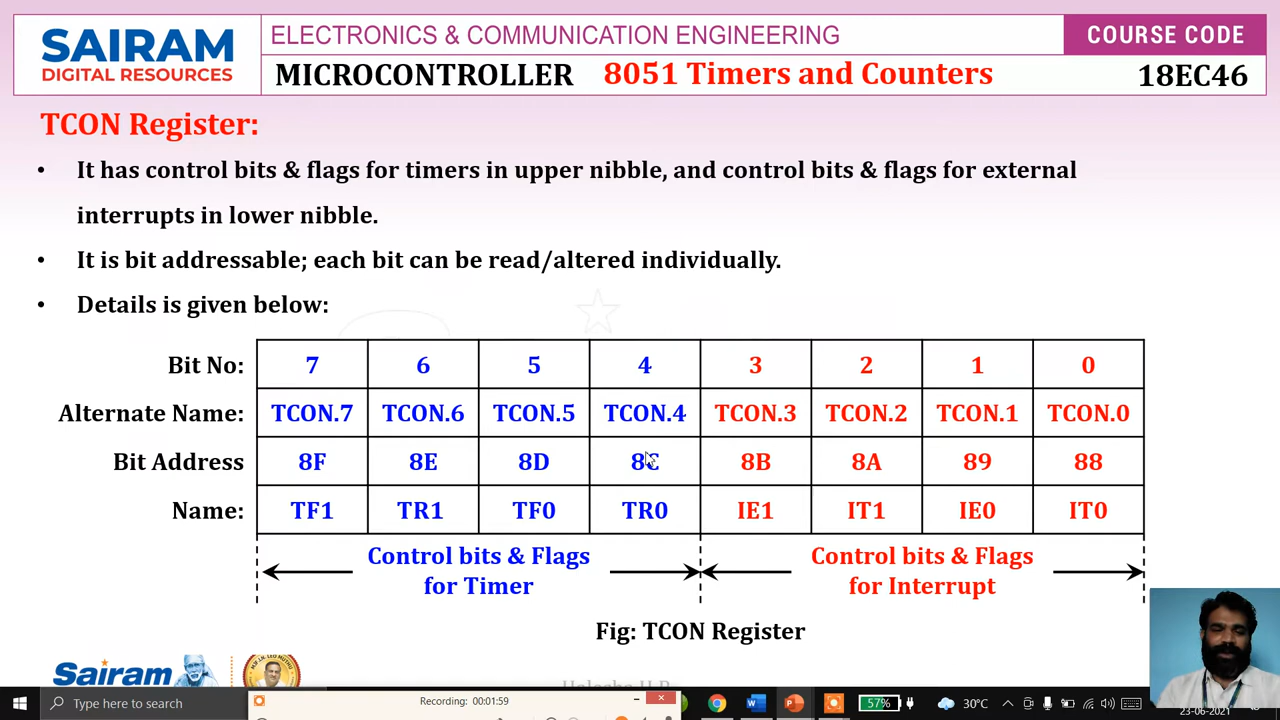 SAIRAM
DIGITAL RESOURCES
ELECTRONICS & COMMUNICATION ENGINEERING
COURSE CODE
MICROCONTROLLER 8051 Timers and Counters 18EC46
TCON Register:
• It has control bits & flags for timers in upper nibble, and control bits & flags for external
interrupts in lower nibble.
• It is bit addressable; each bit can be read/altered individually.
• Details is given below:
Bit No: 7 6 5 4 3 2 1 0
Alternate Name: TCON.7 TCON.6 TCON.5 TCON.4 TCON.3 TCON.2 TCON.1 TCON.0
Bit Address 8F 8E 8D 8C 8B 8A 89 88
Name: TF1 TR1 TF0 TR0 IE1 IT1 IE0 IT0
Control bits & Flags Control bits & Flags
for Timer for Interrupt
Fig: TCON Register
Sairam
Type here to search
Recording: 00:01:59
57%
30°C
23-06-2021